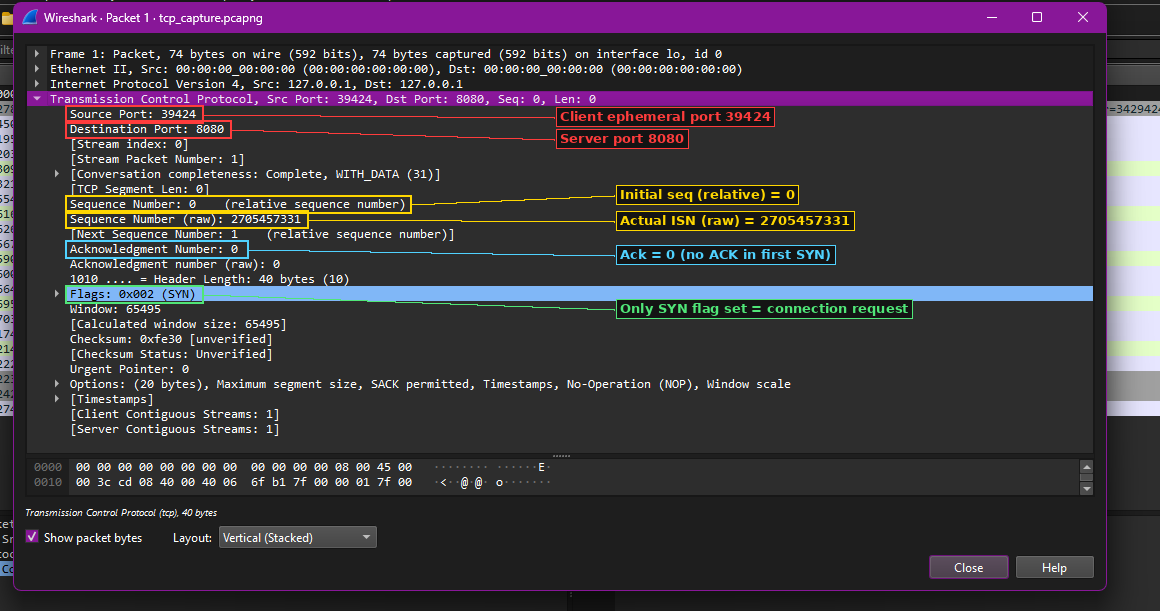 Wireshark · Packet 1 · tcp_capture.pcapng
Frame 1: Packet, 74 bytes on wire (592 bits), 74 bytes captured (592 bits) on interface lo, id 0
Ethernet II, Src: 00:00:00_00:00:00 (00:00:00:00:00:00), Dst: 00:00:00_00:00:00 (00:00:00:00:00:00)
Internet Protocol Version 4, Src: 127.0.0.1, Dst: 127.0.0.1
Transmission Control Protocol, Src Port: 39424, Dst Port: 8080, Seq: 0, Len: 0
Source Port: 39424
Client ephemeral port 39424
Destination Port: 8080
Server port 8080
[Stream index: 0]
[Stream Packet Number: 1]
[Conversation completeness: Complete, WITH_DATA (31)]
[TCP Segment Len: 0]
Sequence Number: 0    (relative sequence number)
Initial seq (relative) = 0
Sequence Number (raw): 2705457331
Actual ISN (raw) = 2705457331
[Next Sequence Number: 1    (relative sequence number)]
Acknowledgment Number: 0
Ack = 0 (no ACK in first SYN)
Acknowledgment number (raw): 0
1010 .... = Header Length: 40 bytes (10)
Flags: 0x002 (SYN)
Only SYN flag set = connection request
Window: 65495
[Calculated window size: 65495]
Checksum: 0xfe30 [unverified]
[Checksum Status: Unverified]
Urgent Pointer: 0
Options: (20 bytes), Maximum segment size, SACK permitted, Timestamps, No-Operation (NOP), Window scale
[Timestamps]
[Client Contiguous Streams: 1]
[Server Contiguous Streams: 1]
0000  00 00 00 00 00 00 00 00  00 00 00 00 08 00 45 00  ········ ······E·
0010  00 3c cd 08 40 00 40 06  6f b1 7f 00 00 01 7f 00  ·<··@·@· o·······
Transmission Control Protocol (tcp), 40 bytes
Show packet bytes
Layout:
Vertical (Stacked)
Close
Help